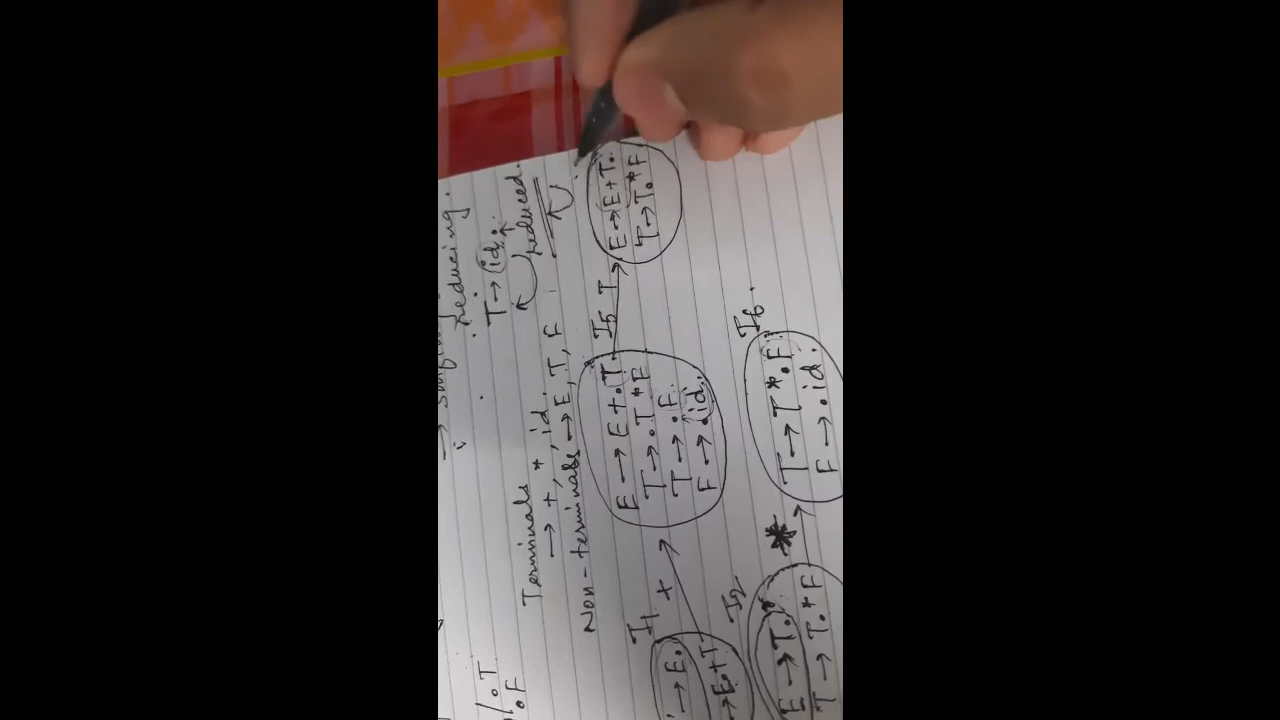 reducing.
T → id.
reduced.
Terminals
→ +, *, id.
Non-terminals → E, T, F
I1 +
E → E + .T
T → .T * F
T → .F
F → .id
I5 T
E → E + T.
T → T. * F
I2
E → T.
T → T. * F
*
I6.
T → T * .F
F → .id
→ E.
→ E.+T
.T
.F